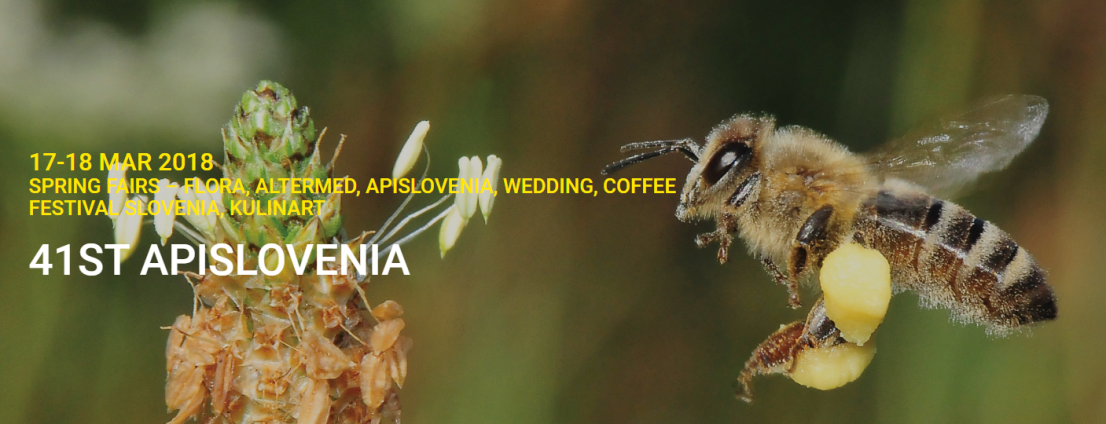 17-18 MAR 2018
SPRING FAIRS – FLORA, ALTERMED, APISLOVENIA, WEDDING, COFFEE
FESTIVAL SLOVENIA, KULINART
41ST APISLOVENIA